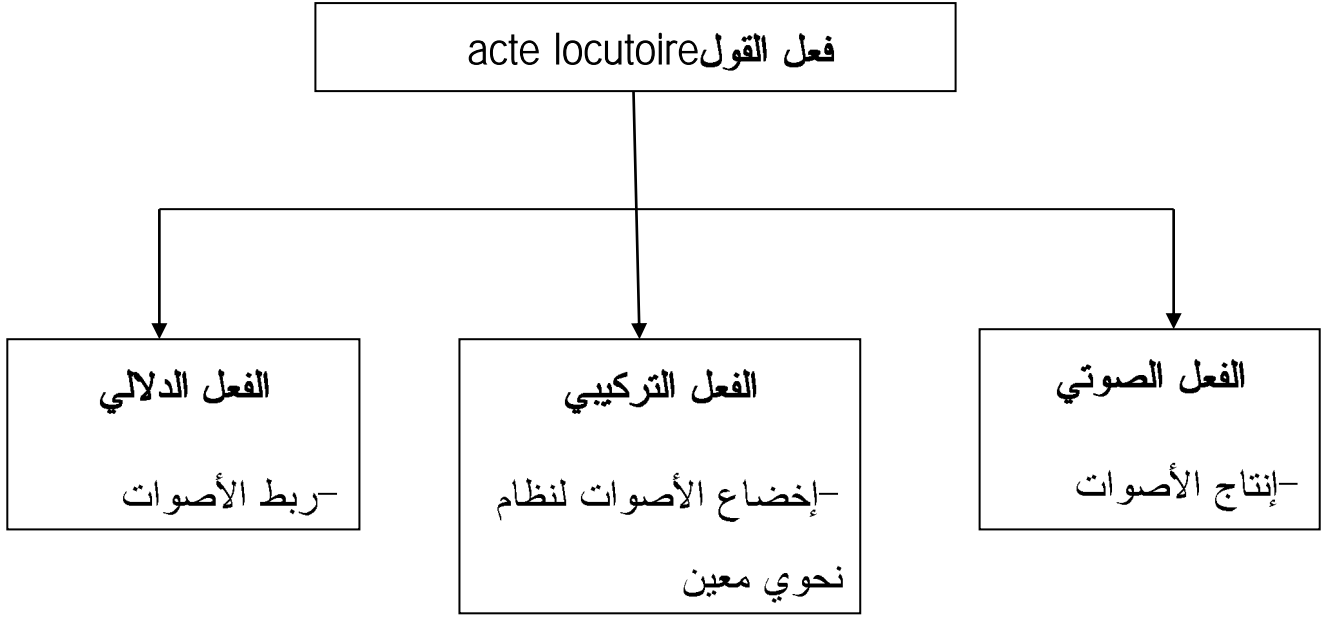 فعل القولacte locutoire
الفعل الصوتي
-إنتاج الأصوات
الفعل التركيبي
-إخضاع الأصوات لنظام
نحوي معين
الفعل الدلالي
-ربط الأصوات